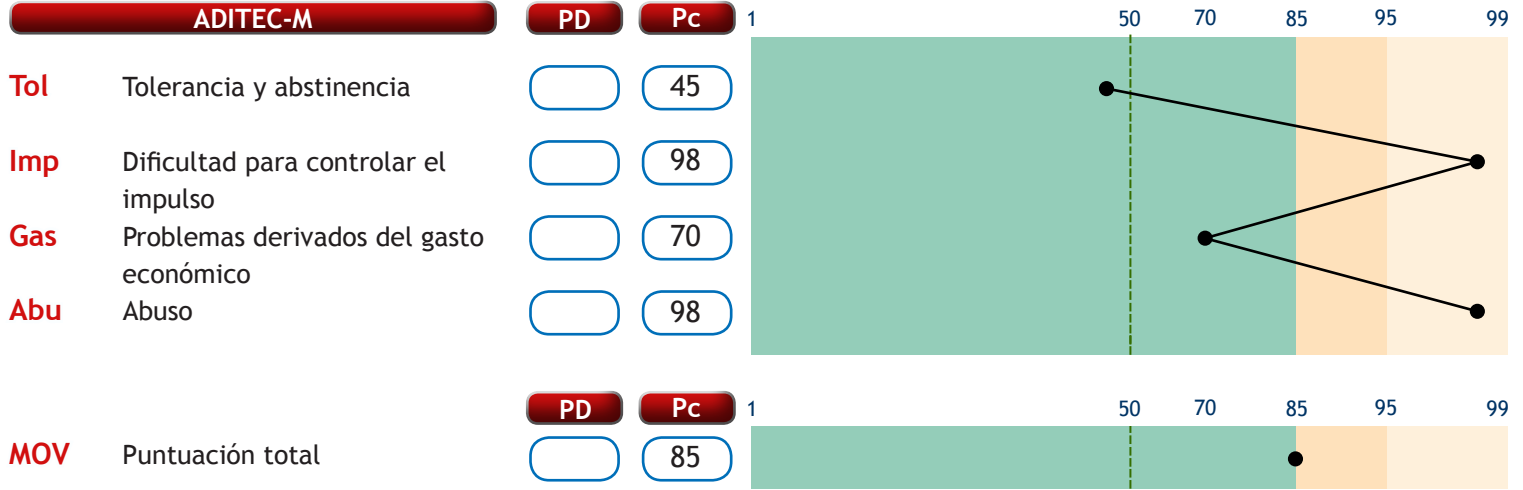 ADITEC-M PD Pc 1 50 70 85 95 99
Tol Tolerancia y abstinencia 45
Imp Dificultad para controlar el 98
impulso
Gas Problemas derivados del gasto 70
económico
Abu Abuso 98
PD Pc 1 50 70 85 95 99
MOV Puntuación total 85